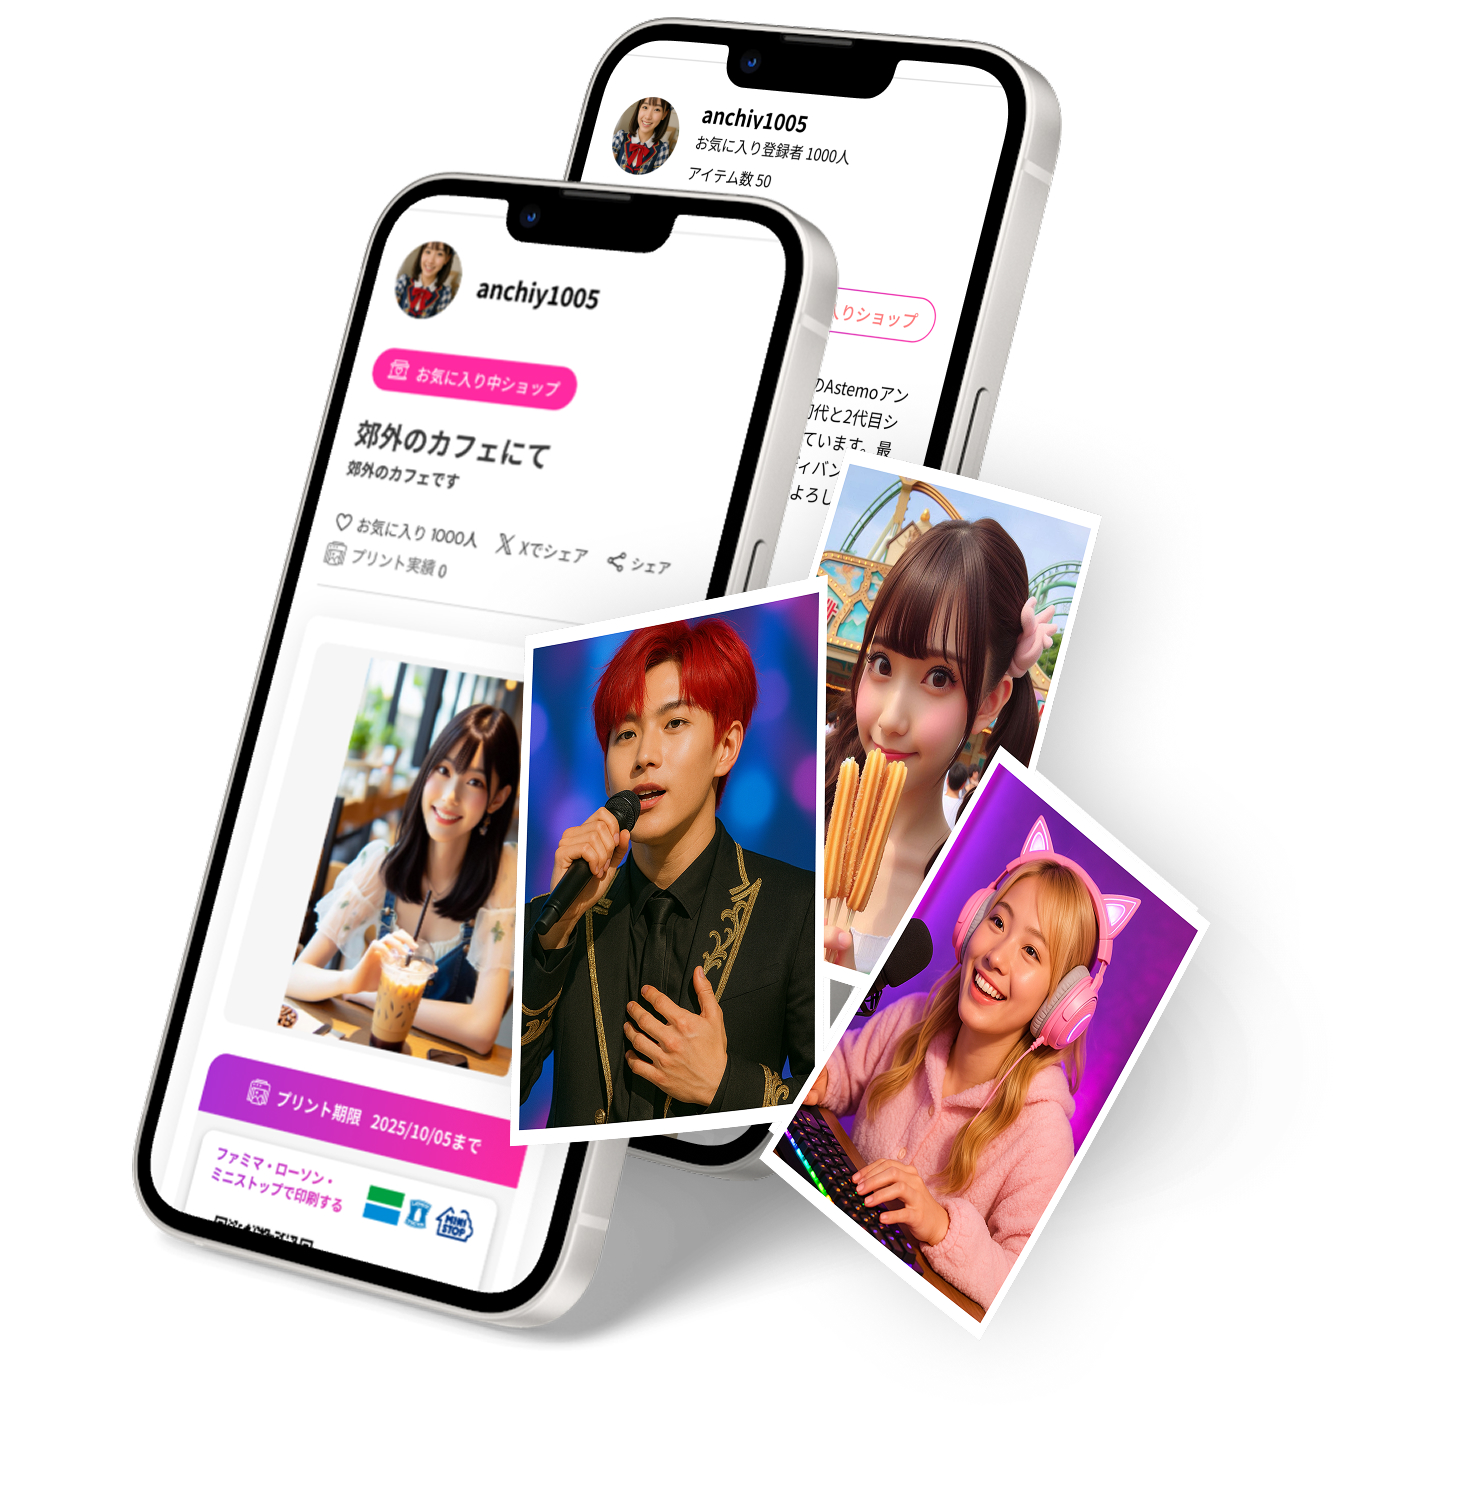 anchiy1005
お気に入り登録者 1000人
アイテム数 50
入りショップ
のAstemoアン
代と2代目シ
ています。最
ィバン
よろし
anchiy1005
お気に入り中ショップ
郊外のカフェにて
郊外のカフェです
お気に入り 1000人
Xでシェア
シェア
プリント実績 0
プリント期限 2025/10/05まで
ファミマ・ローソン・
ミニストップで印刷する
MINI
STOP